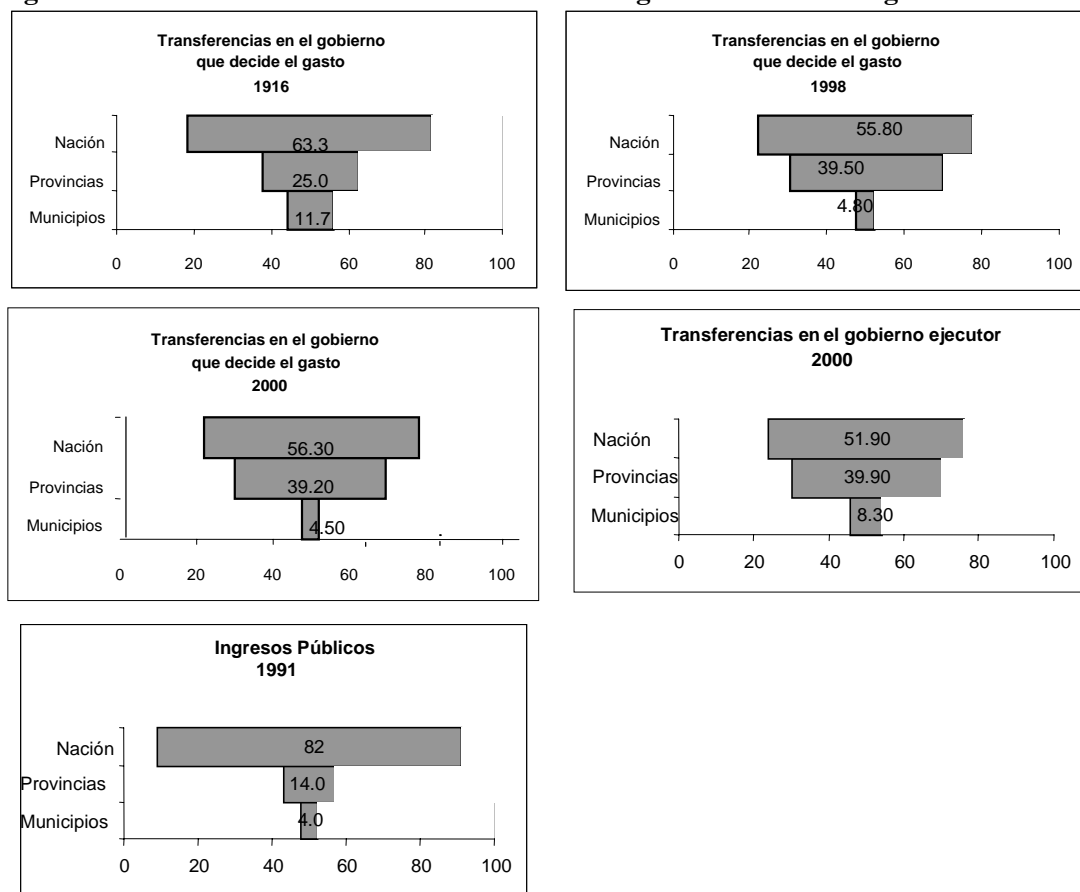 Transferencias en el gobierno
que decide el gasto
1916
Nación
63.3
Provincias
25.0
Municipios
11.7
0 20 40 60 80 100
Transferencias en el gobierno
que decide el gasto
1998
Nación
55.80
Provincias
39.50
Municipios
4.80
0 20 40 60 80 100
Transferencias en el gobierno
que decide el gasto
2000
Nación
56.30
Provincias
39.20
Municipios
4.50
0 20 40 60 80 100
Transferencias en el gobierno ejecutor
2000
Nación
51.90
Provincias
39.90
Municipios
8.30
0 20 40 60 80 100
Ingresos Públicos
1991
Nación
82
Provincias
14.0
Municipios
4.0
0 20 40 60 80 100